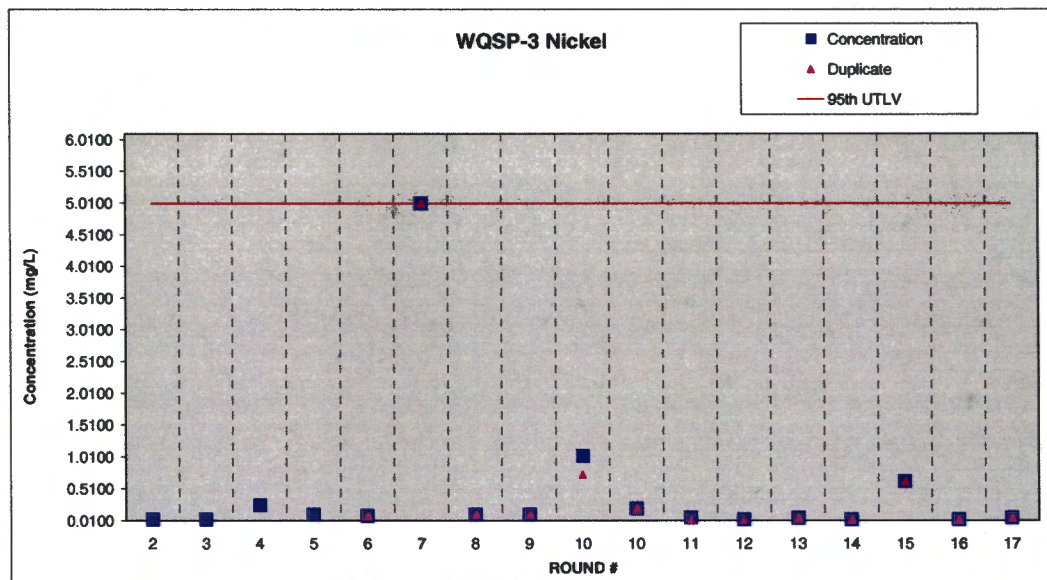 WQSP-3 Nickel
Concentration
Duplicate
95th UTLV
Concentration (mg/L)
6.0100
5.5100
5.0100
4.5100
4.0100
3.5100
3.0100
2.5100
2.0100
1.5100
1.0100
0.5100
0.0100
2 3 4 5 6 7 8 9 10 10 11 12 13 14 15 16 17
ROUND #